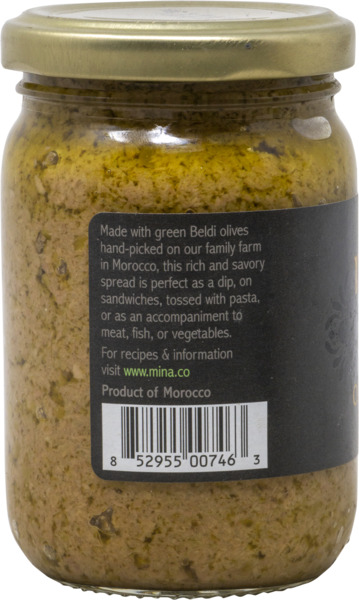 Made with green Beldi olives
hand-picked on our family farm
in Morocco, this rich and savory
spread is perfect as a dip, on
sandwiches, tossed with pasta,
or as an accompaniment to
meat, fish, or vegetables.
For recipes & information
visit www.mina.co
Product of Morocco
8 52955 00746 3